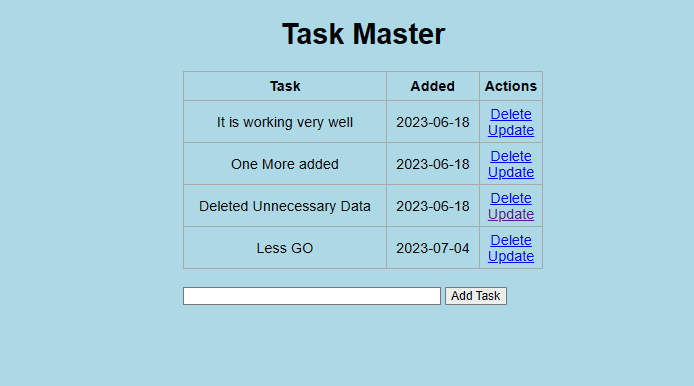 Task Master
Task Added Actions
It is working very well 2023-06-18 Delete
Update
One More added 2023-06-18 Delete
Update
Deleted Unnecessary Data 2023-06-18 Delete
Update
Less GO 2023-07-04 Delete
Update
Add Task